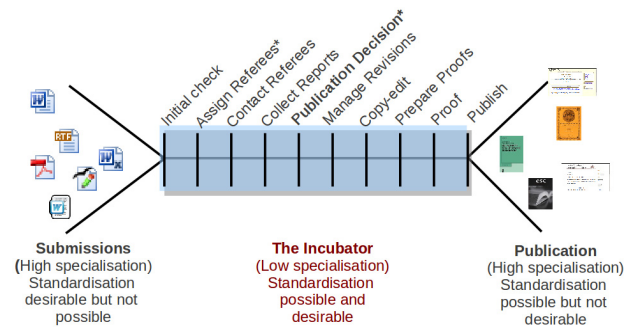 Initial check
Assign Referees*
Contact Referees
Collect Reports
Publication Decision*
Manage Revisions
Copy-edit
Prepare Proofs
Proof
Publish
RTF
Submissions
(High specialisation)
Standardisation
desirable but not
possible
The Incubator
(Low specialisation)
Standardisation
possible and
desirable
Publication
(High specialisation)
Standardisation
possible but not
desirable